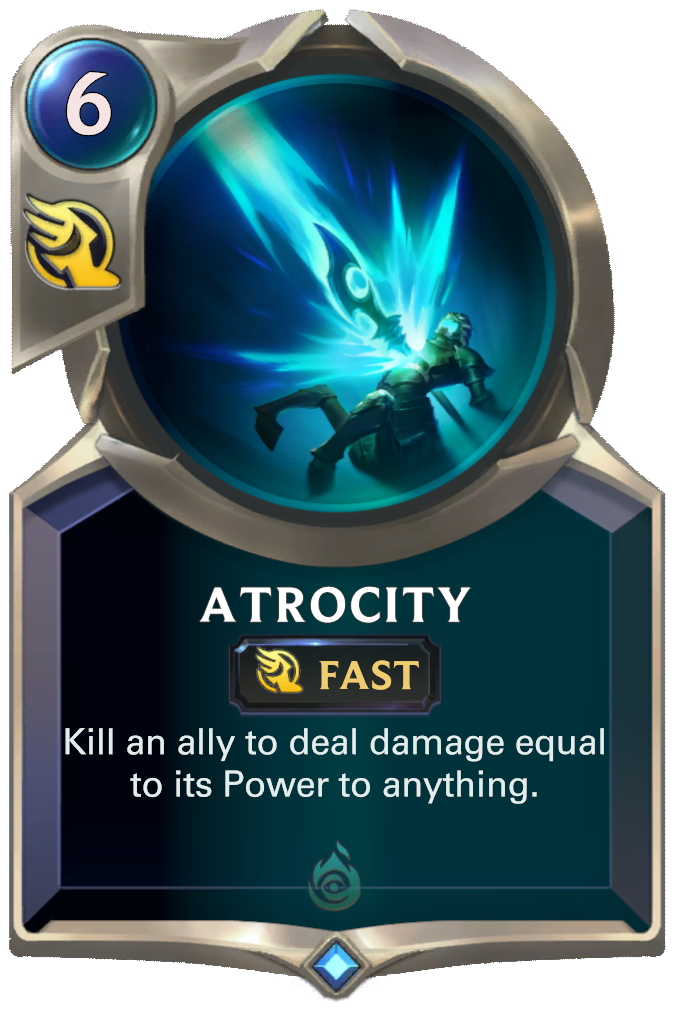 6
ATROCITY
FAST
Kill an ally to deal damage equal
to its Power to anything.